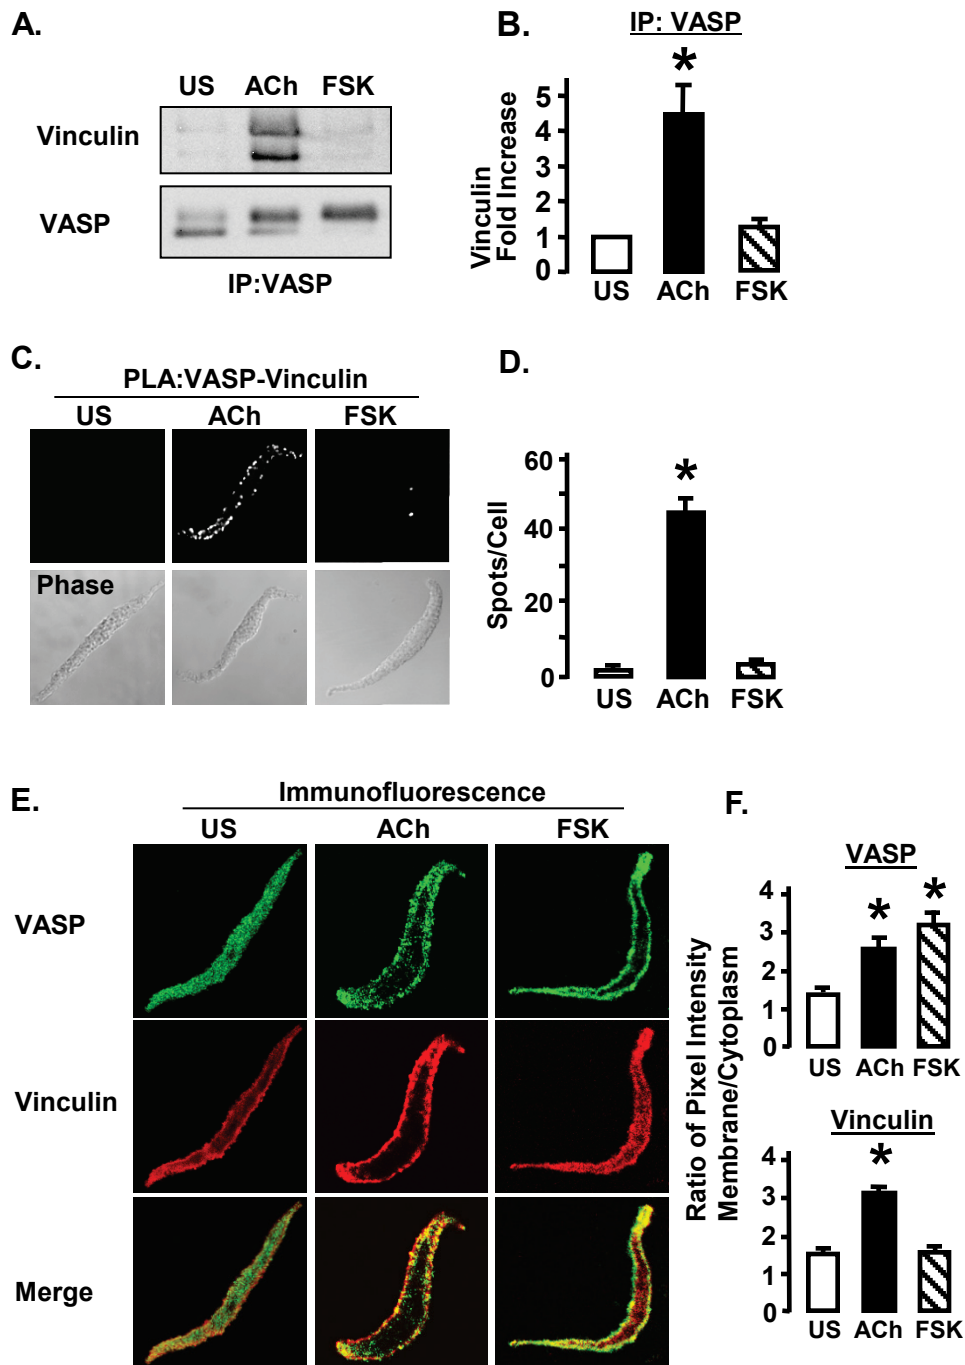 A.
US ACh FSK
Vinculin
VASP
IP:VASP
B.
IP: VASP
*
Vinculin
Fold Increase
5
4
3
2
1
0
US ACh FSK
C.
PLA:VASP-Vinculin
US ACh FSK
Phase
D.
Spots/Cell
60
40
20
0
*
US ACh FSK
E.
Immunofluorescence
US ACh FSK
VASP
Vinculin
Merge
F.
Ratio of Pixel Intensity
Membrane/Cytoplasm
VASP
4
3
2
1
0
* *
US ACh FSK
Vinculin
4
3
2
1
0
*
US ACh FSK